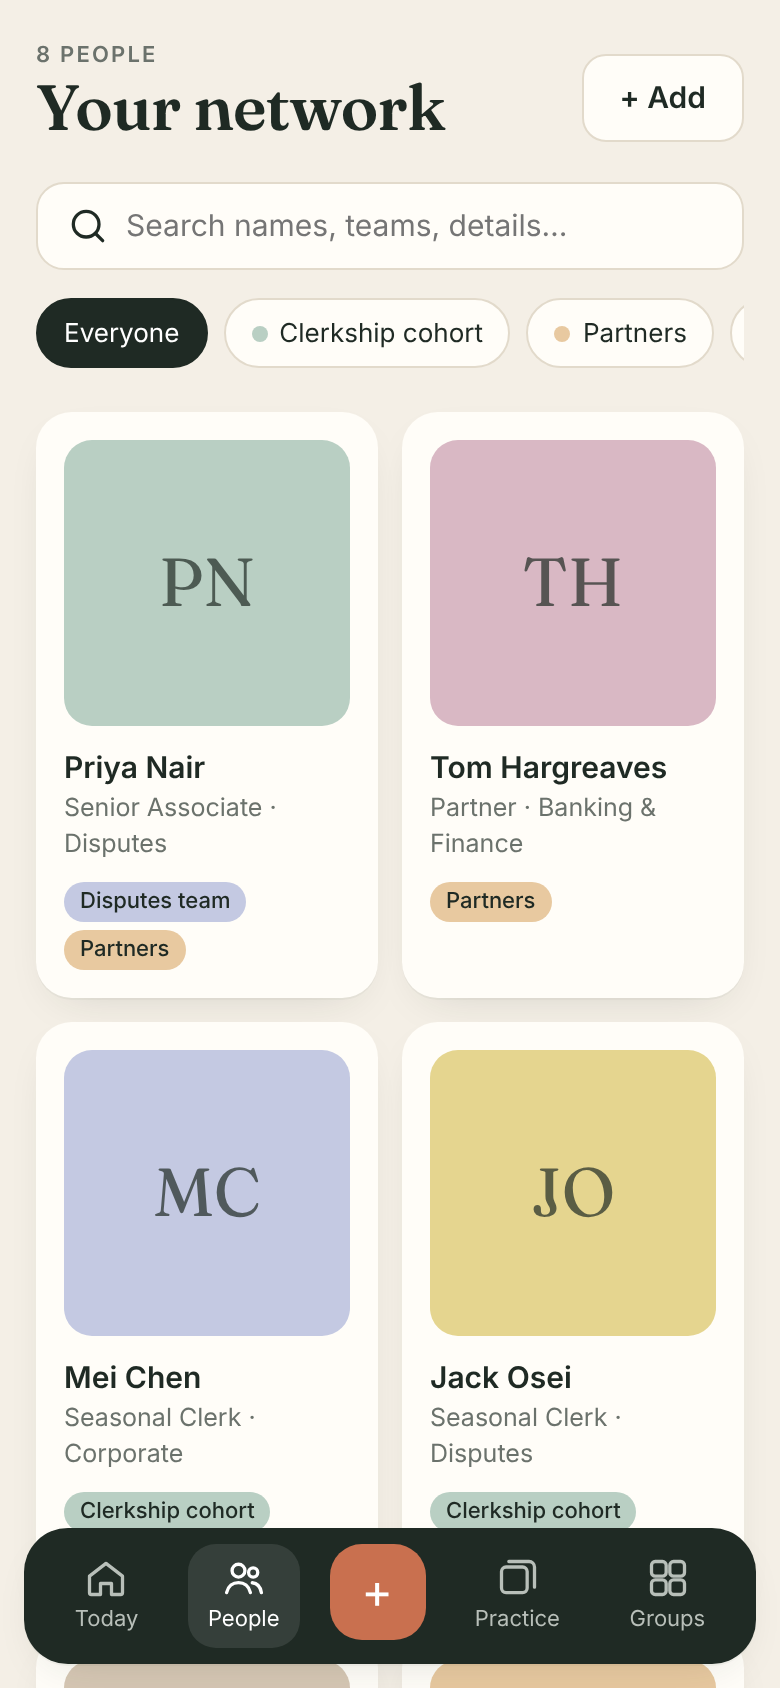 8 PEOPLE
Your network
+ Add
Search names, teams, details...
Everyone
Clerkship cohort
Partners
PN
TH
Priya Nair
Senior Associate ·
Disputes
Disputes team
Partners
Tom Hargreaves
Partner · Banking &
Finance
Partners
MC
JO
Mei Chen
Seasonal Clerk ·
Corporate
Clerkship cohort
Jack Osei
Seasonal Clerk ·
Disputes
Clerkship cohort
Today
People
+
Practice
Groups